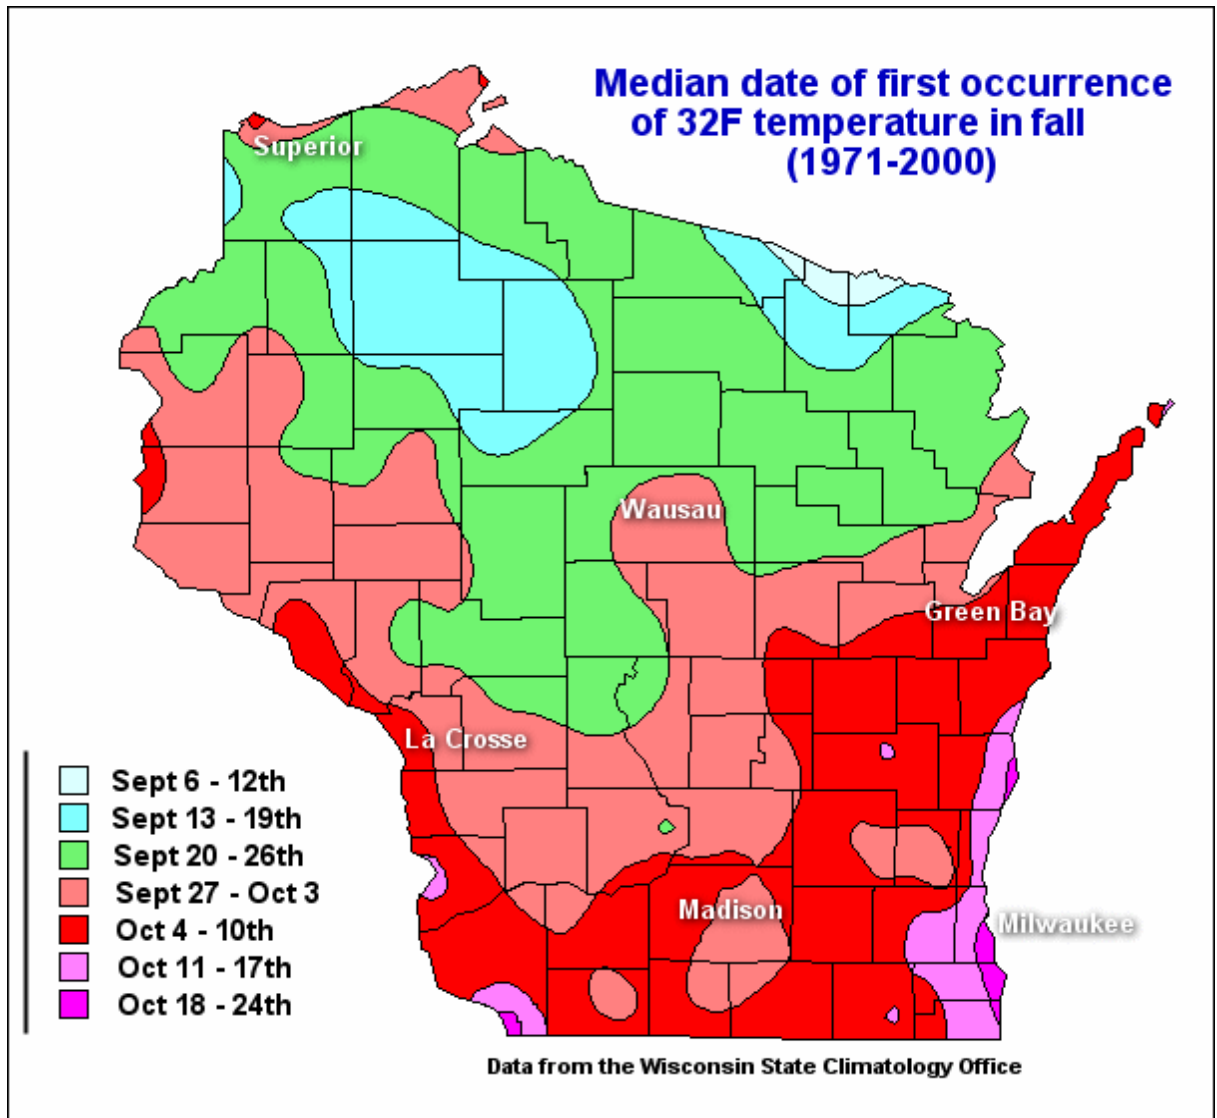 Median date of first occurrence
of 32F temperature in fall
(1971-2000)
Superior
Wausau
Green Bay
La Crosse
Madison
Milwaukee
Sept 6 - 12th
Sept 13 - 19th
Sept 20 - 26th
Sept 27 - Oct 3
Oct 4 - 10th
Oct 11 - 17th
Oct 18 - 24th
Data from the Wisconsin State Climatology Office